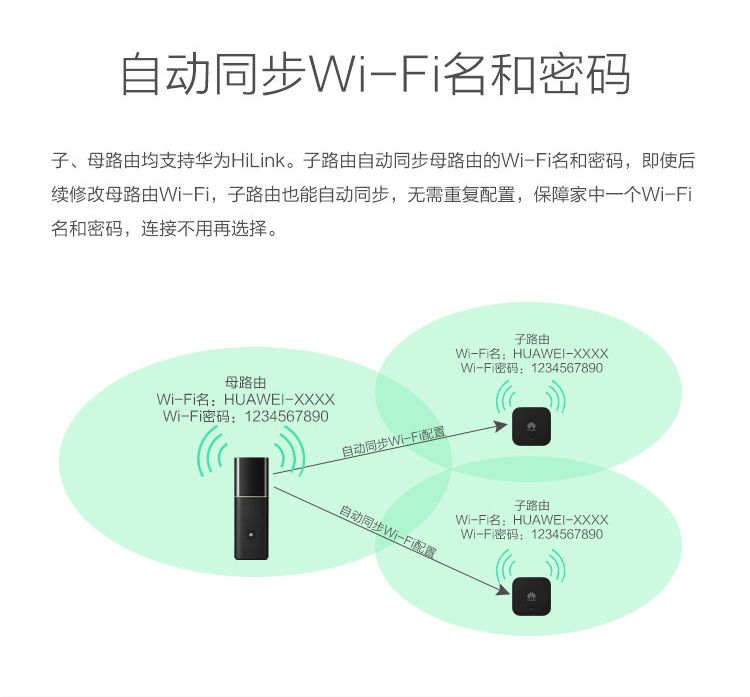 自动同步Wi-Fi名和密码
子、母路由均支持华为HiLink。子路由自动同步母路由的Wi-Fi名和密码，即使后
续修改母路由Wi-Fi，子路由也能自动同步，无需重复配置，保障家中一个Wi-Fi
名和密码，连接不用再选择。
子路由
Wi-Fi名：HUAWEI-XXXX
Wi-Fi密码：1234567890
母路由
Wi-Fi名：HUAWEI-XXXX
Wi-Fi密码：1234567890
自动同步Wi-Fi配置
自动同步Wi-Fi配置
子路由
Wi-Fi名：HUAWEI-XXXX
Wi-Fi密码：1234567890